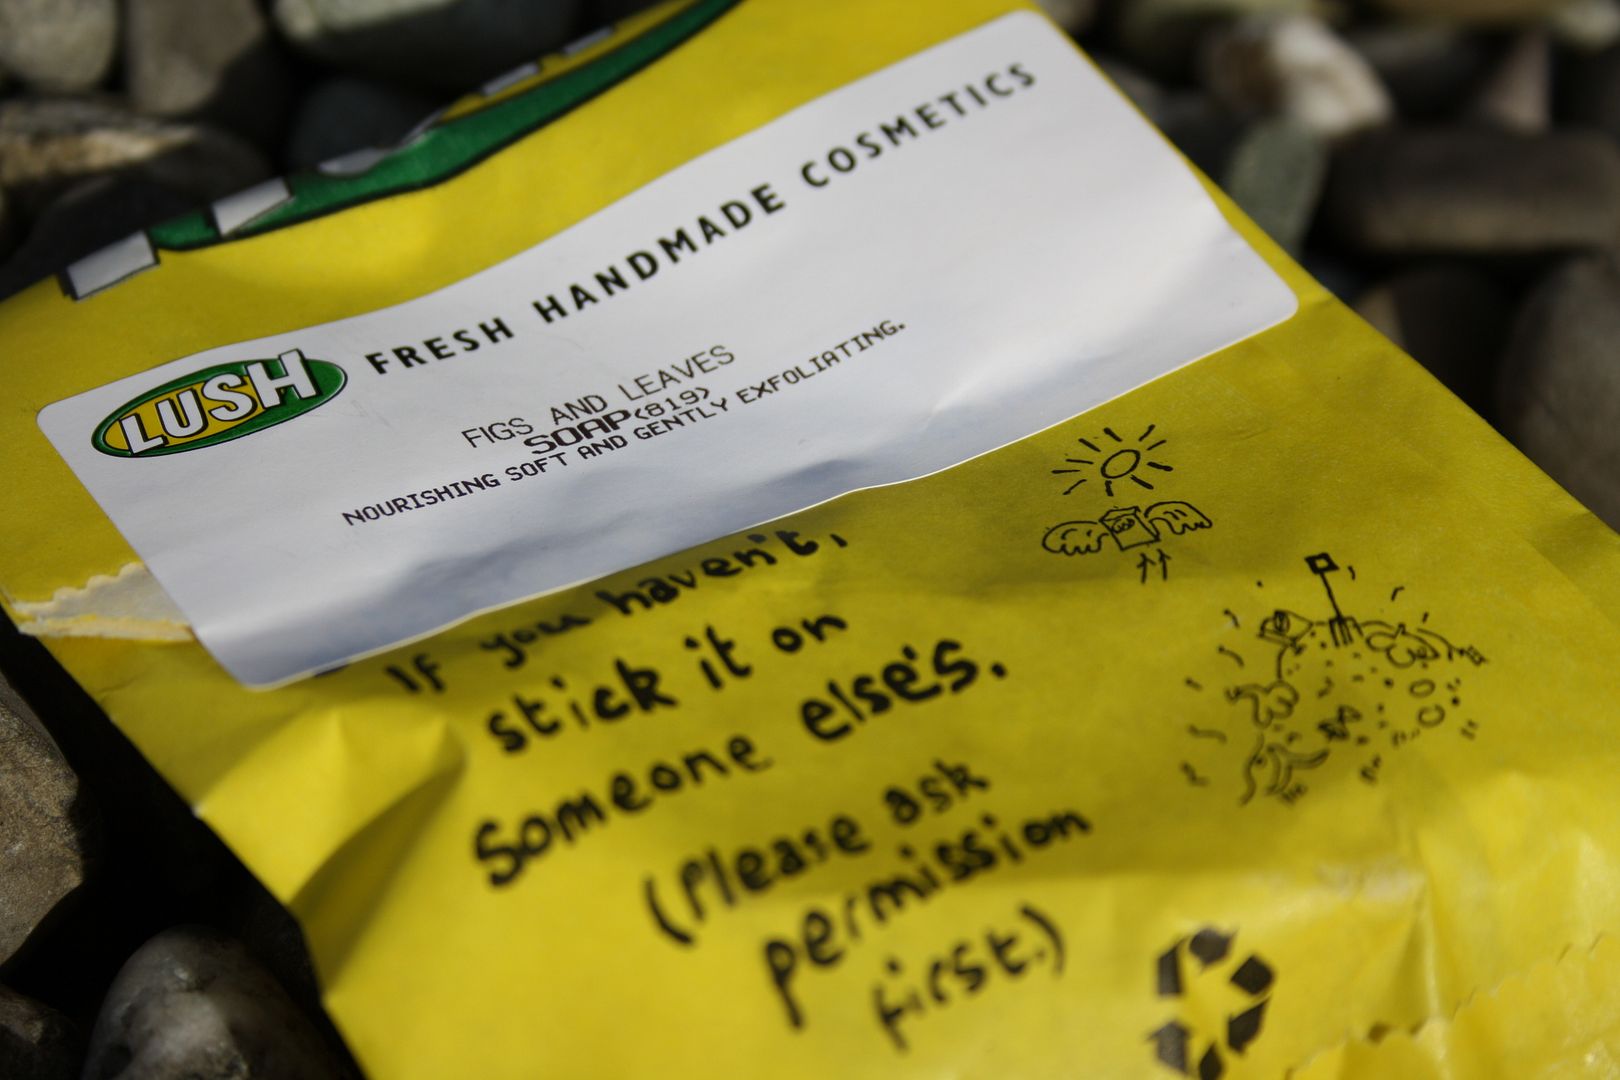 LUSH FRESH HANDMADE COSMETICS
FIGS AND LEAVES
SOAP(819)
NOURISHING SOFT AND GENTLY EXFOLIATING.
If you haven't,
stick it on
someone else's.
(Please ask
permission
first.)